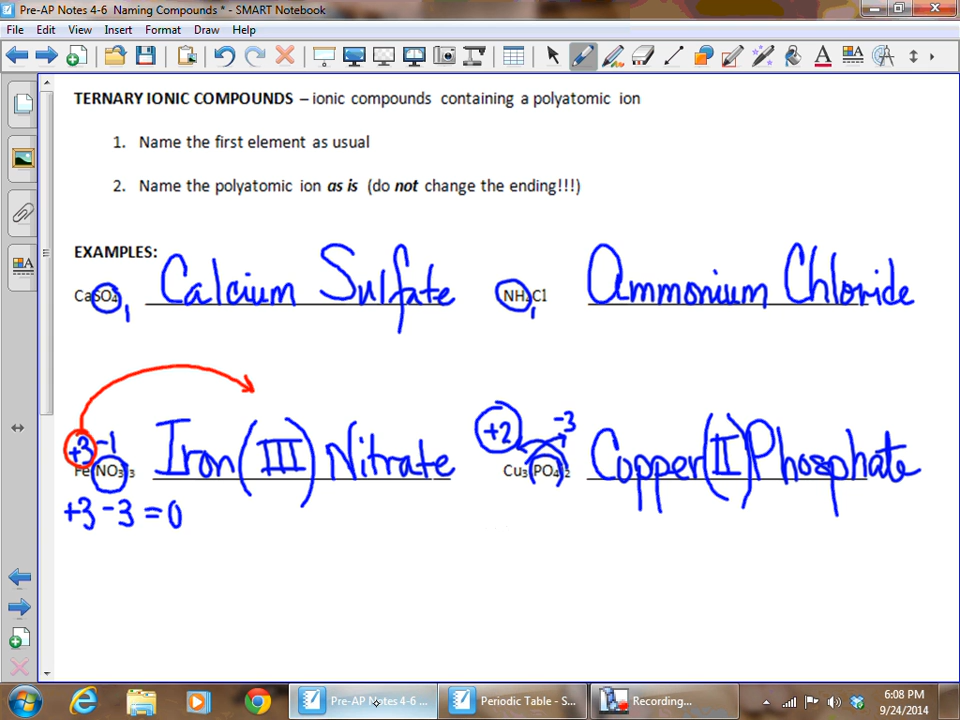 Pre-AP Notes 4-6 Naming Compounds * - SMART Notebook
File Edit View Insert Format Draw Help
TERNARY IONIC COMPOUNDS – ionic compounds containing a polyatomic ion
1. Name the first element as usual
2. Name the polyatomic ion as is (do not change the ending!!!)
EXAMPLES:
CaSO4 Calcium Sulfate NH4Cl Ammonium Chloride
1 1
+3 -1 +2 -3
Fe(NO3)3 Iron (III) Nitrate Cu3(PO4)2 Copper (II) Phosphate
+3 -3 = 0
Pre-AP Notes 4-6 ... Periodic Table - S... Recording...
6:08 PM
9/24/2014